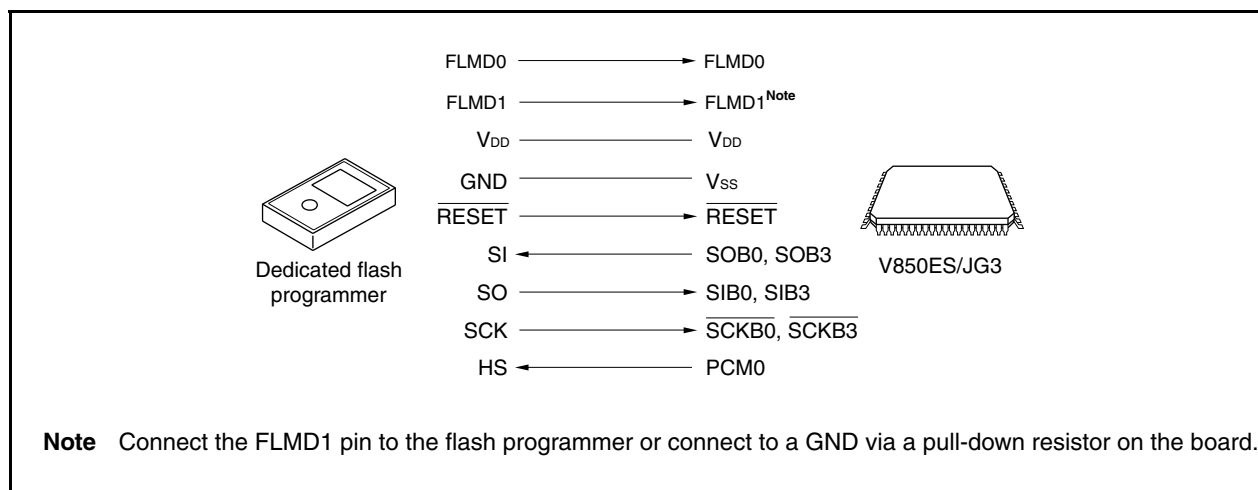 FLMD0 FLMD0
FLMD1 FLMD1Note
VDD VDD
GND VSS
RESET RESET
SI SOB0, SOB3
SO SIB0, SIB3
SCK SCKB0, SCKB3
HS PCM0
Dedicated flash
programmer
V850ES/JG3
Note Connect the FLMD1 pin to the flash programmer or connect to a GND via a pull-down resistor on the board.